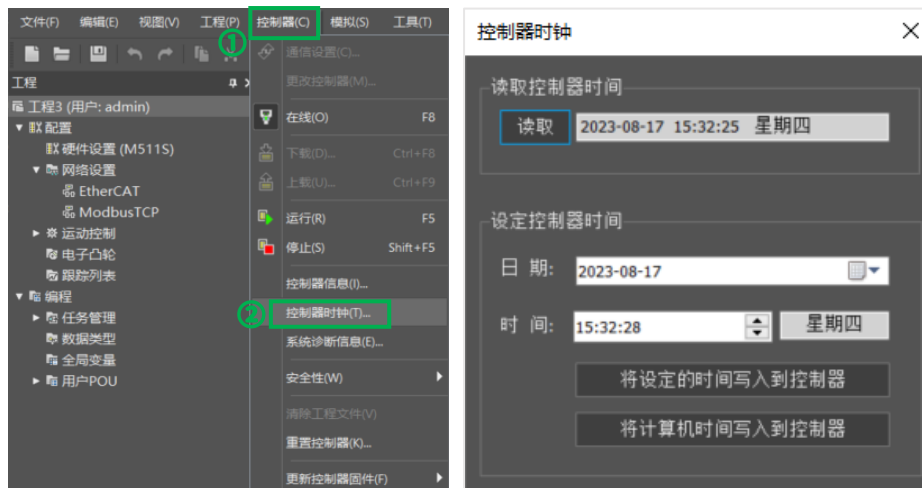 文件(F) 编辑(E) 视图(V) 工程(P) 控制器(C) 模拟(S) 工具(T)
①
工程
工程3 (用户: admin)
配置
硬件设置 (M511S)
网络设置
EtherCAT
ModbusTCP
运动控制
电子凸轮
跟踪列表
编程
任务管理
数据类型
全局变量
用户POU
通信设置(C)...
更改控制器(M)...
在线(O) F8
下载(D)... Ctrl+F8
上载(U)... Ctrl+F9
运行(R) F5
停止(S) Shift+F5
控制器信息(I)...
② 控制器时钟(T)...
系统诊断信息(E)...
安全性(W)
清除工程文件(V)
重置控制器(K)...
更新控制器固件(F)
控制器时钟
读取控制器时间
读取 2023-08-17 15:32:25 星期四
设定控制器时间
日 期: 2023-08-17
时 间: 15:32:28 星期四
将设定的时间写入到控制器
将计算机时间写入到控制器